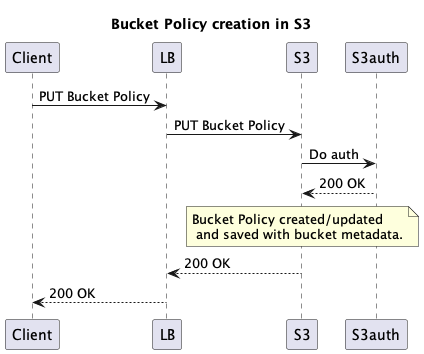 Bucket Policy creation in S3
Client
LB
S3
S3auth
PUT Bucket Policy
PUT Bucket Policy
Do auth
200 OK
Bucket Policy created/updated
and saved with bucket metadata.
200 OK
200 OK
Client
LB
S3
S3auth